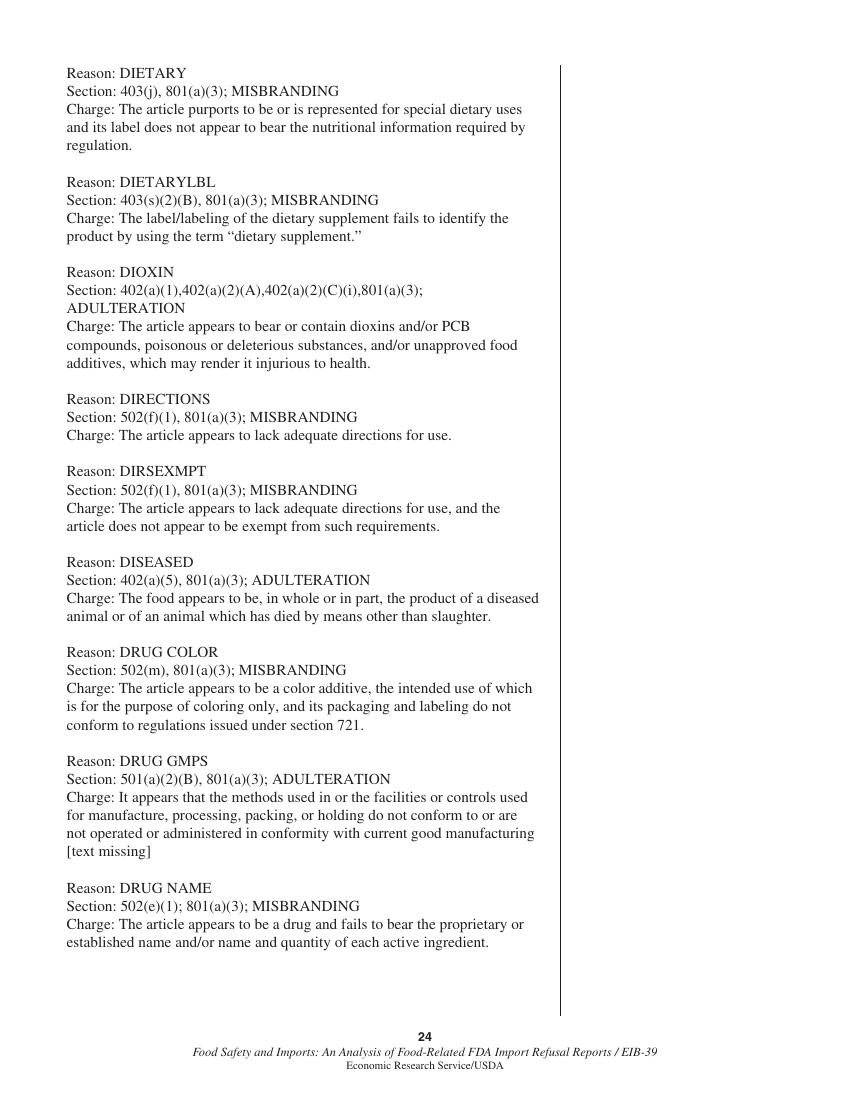 Reason: DIETARY
Section: 403(j), 801(a)(3); MISBRANDING
Charge: The article purports to be or is represented for special dietary uses
and its label does not appear to bear the nutritional information required by
regulation.
Reason: DIETARYLBL
Section: 403(s)(2)(B), 801(a)(3); MISBRANDING
Charge: The label/labeling of the dietary supplement fails to identify the
product by using the term “dietary supplement.”
Reason: DIOXIN
Section: 402(a)(1),402(a)(2)(A),402(a)(2)(C)(i),801(a)(3);
ADULTERATION
Charge: The article appears to bear or contain dioxins and/or PCB
compounds, poisonous or deleterious substances, and/or unapproved food
additives, which may render it injurious to health.
Reason: DIRECTIONS
Section: 502(f)(1), 801(a)(3); MISBRANDING
Charge: The article appears to lack adequate directions for use.
Reason: DIRSEXMPT
Section: 502(f)(1), 801(a)(3); MISBRANDING
Charge: The article appears to lack adequate directions for use, and the
article does not appear to be exempt from such requirements.
Reason: DISEASED
Section: 402(a)(5), 801(a)(3); ADULTERATION
Charge: The food appears to be, in whole or in part, the product of a diseased
animal or of an animal which has died by means other than slaughter.
Reason: DRUG COLOR
Section: 502(m), 801(a)(3); MISBRANDING
Charge: The article appears to be a color additive, the intended use of which
is for the purpose of coloring only, and its packaging and labeling do not
conform to regulations issued under section 721.
Reason: DRUG GMPS
Section: 501(a)(2)(B), 801(a)(3); ADULTERATION
Charge: It appears that the methods used in or the facilities or controls used
for manufacture, processing, packing, or holding do not conform to or are
not operated or administered in conformity with current good manufacturing
[text missing]
Reason: DRUG NAME
Section: 502(e)(1); 801(a)(3); MISBRANDING
Charge: The article appears to be a drug and fails to bear the proprietary or
established name and/or name and quantity of each active ingredient.
24
Food Safety and Imports: An Analysis of Food-Related FDA Import Refusal Reports / EIB-39
Economic Research Service/USDA